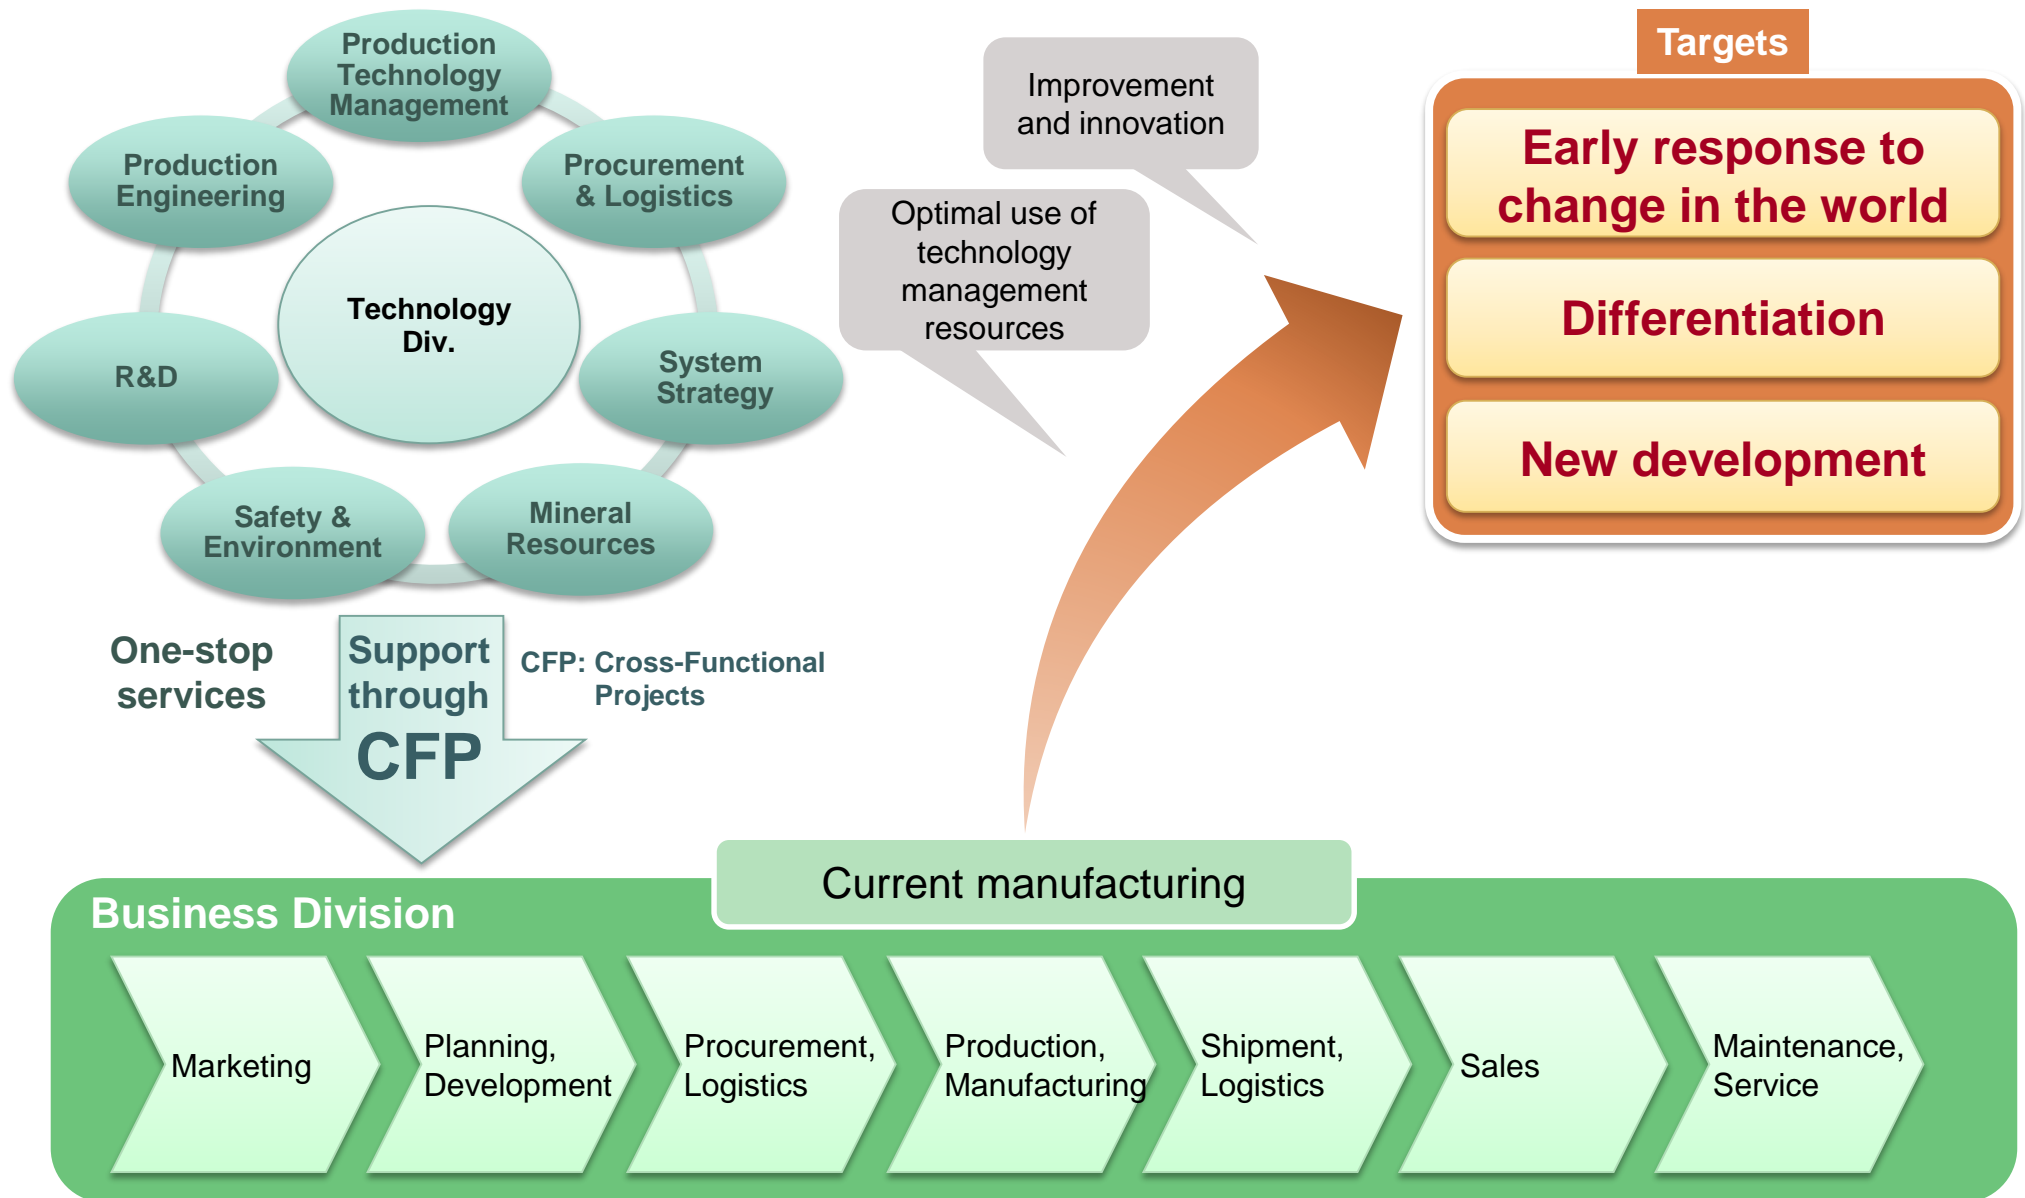 Production
Technology
Management
Production
Engineering
Procurement
& Logistics
Technology
Div.
R&D
System
Strategy
Safety &
Environment
Mineral
Resources
One-stop
services
Support
through
CFP
CFP: Cross-Functional
Projects
Improvement
and innovation
Optimal use of
technology
management
resources
Targets
Early response to
change in the world
Differentiation
New development
Current manufacturing
Business Division
Marketing
Planning,
Development
Procurement,
Logistics
Production,
Manufacturing
Shipment,
Logistics
Sales
Maintenance,
Service